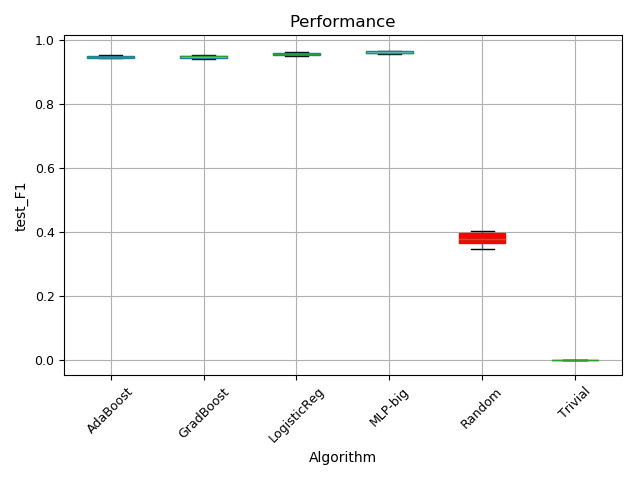 Performance
test_F1
1.0
0.8
0.6
0.4
0.2
0.0
AdaBoost
GradBoost
LogisticReg
MLP-big
Random
Trivial
Algorithm